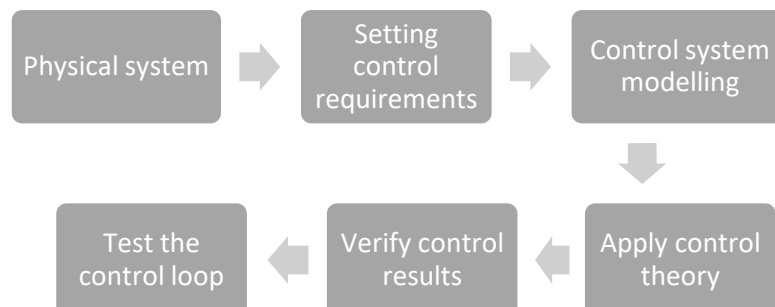 Physical system
Setting
control
requirements
Control system
modelling
Test the
control loop
Verify control
results
Apply control
theory